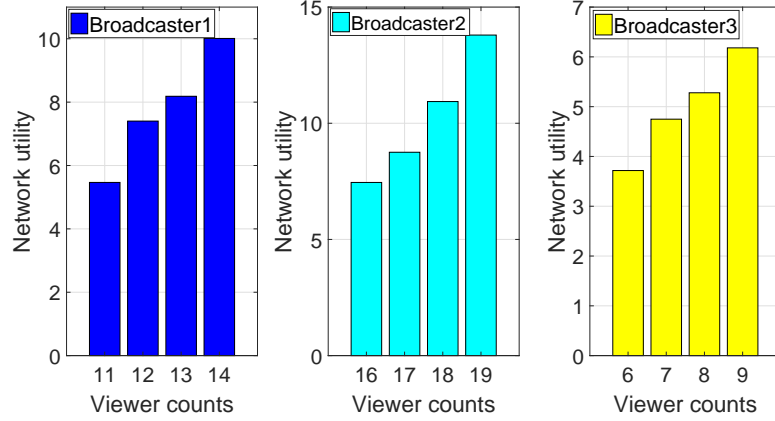 Broadcaster1
10
8
6
4
2
0
Network utility
11 12 13 14
Viewer counts
Broadcaster2
15
10
5
0
Network utility
16 17 18 19
Viewer counts
Broadcaster3
7
6
5
4
3
2
1
0
Network utility
6 7 8 9
Viewer counts